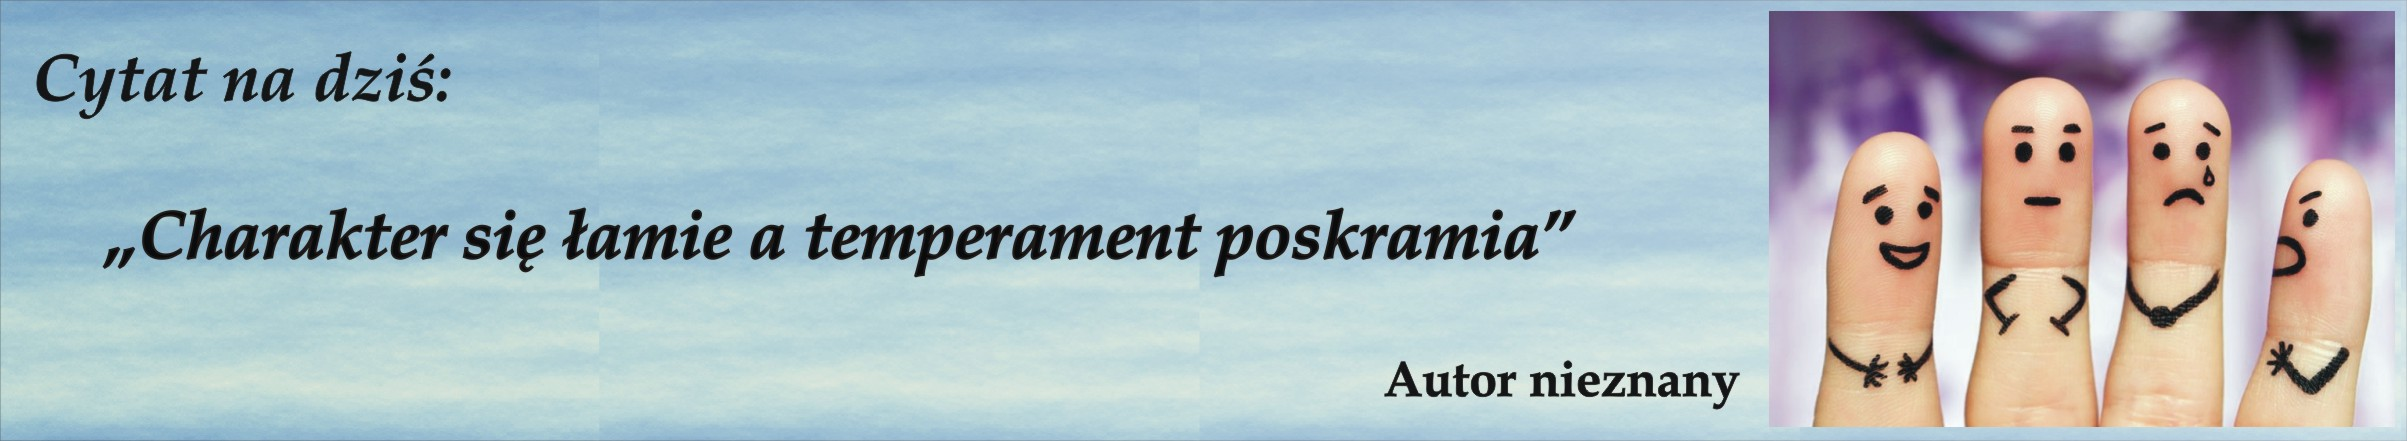 Cytat na dziś:
„Charakter się łamie a temperament poskramia”
Autor nieznany